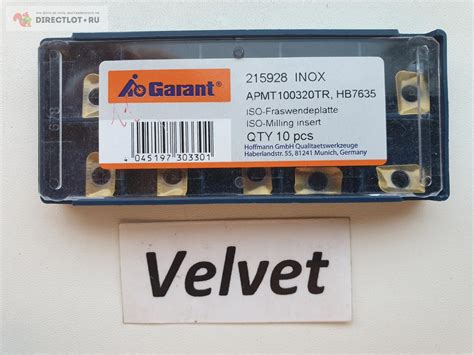 DIRECTLOT.RU
Garant®
215928 INOX
APMT100320TR, HB7635
ISO-Fräswendeplatte
ISO-Milling insert
QTY 10 pcs
Hoffmann GmbH Qualitaetswerkzeuge
Haberlandstr. 55, 81241 Munich, Germany
4 045197 303301
Velvet